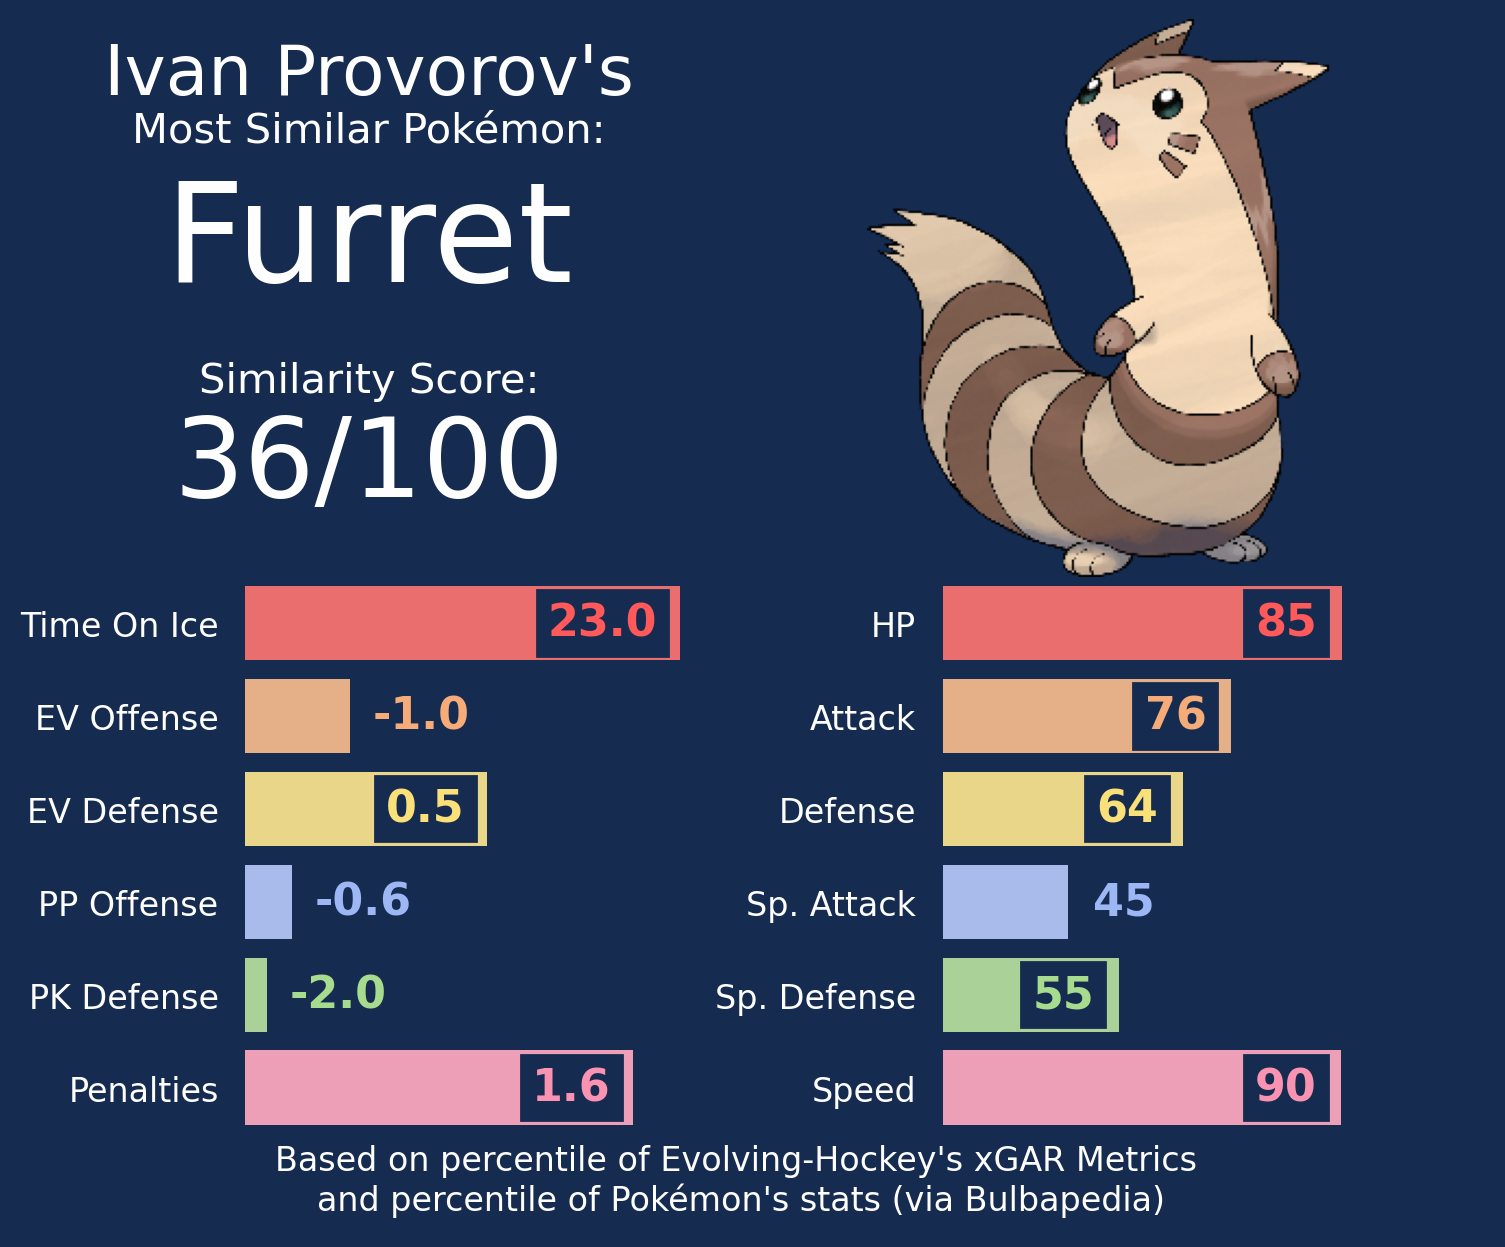 Ivan Provorov's
Most Similar Pokémon:
Furret
Similarity Score:
36/100
Time On Ice 23.0
EV Offense -1.0
EV Defense 0.5
PP Offense -0.6
PK Defense -2.0
Penalties 1.6
HP 85
Attack 76
Defense 64
Sp. Attack 45
Sp. Defense 55
Speed 90
Based on percentile of Evolving-Hockey's xGAR Metrics
and percentile of Pokémon's stats (via Bulbapedia)